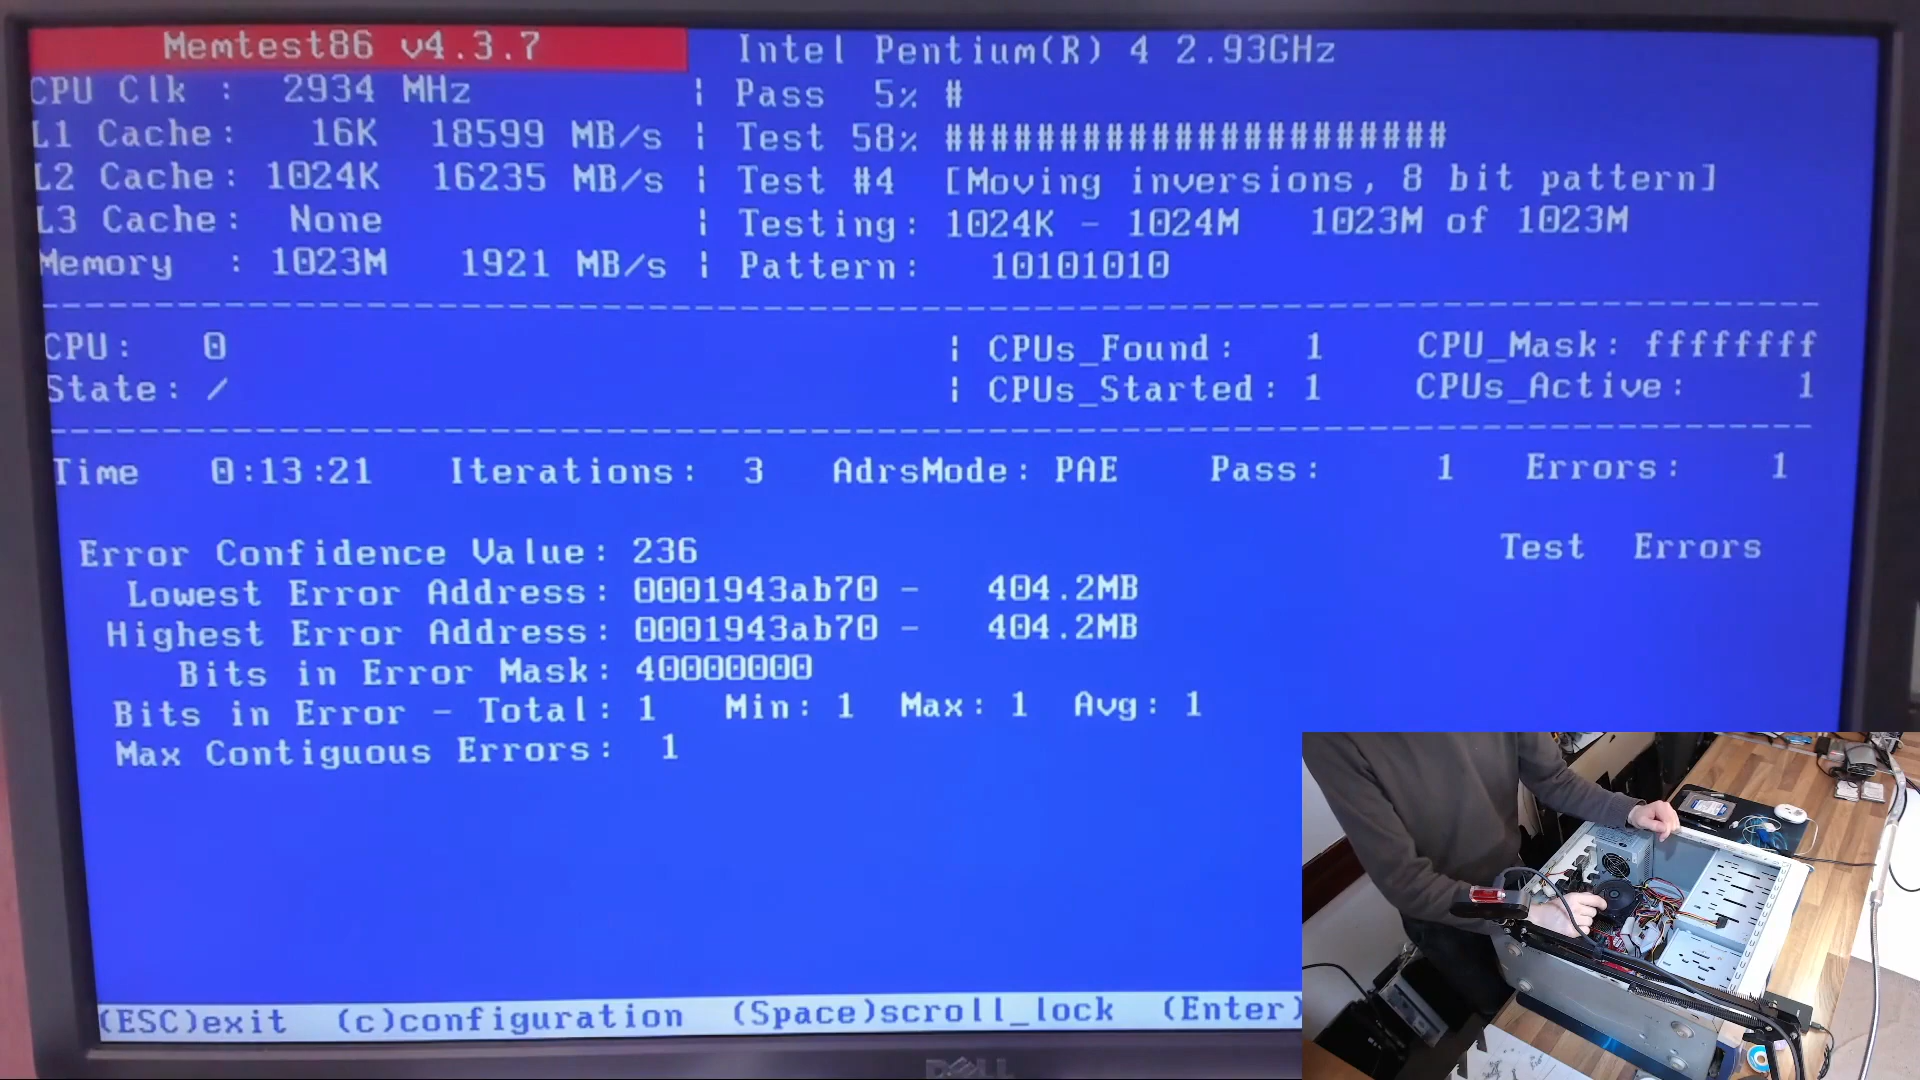 Memtest86 v4.3.7 Intel Pentium(R) 4 2.93GHz
CPU Clk : 2934 MHz | Pass 5% #
L1 Cache: 16K 18599 MB/s | Test 58% ######################
L2 Cache: 1024K 16235 MB/s | Test #4 [Moving inversions, 8 bit pattern]
L3 Cache: None | Testing: 1024K - 1024M 1023M of 1023M
Memory : 1023M 1921 MB/s | Pattern: 10101010
CPU: 0 | CPUs_Found: 1 CPU_Mask: ffffffff
State: / | CPUs_Started: 1 CPUs_Active: 1
Time 0:13:21 Iterations: 3 AdrsMode: PAE Pass: 1 Errors: 1
Error Confidence Value: 236 Test Errors
Lowest Error Address: 0001943ab70 - 404.2MB
Highest Error Address: 0001943ab70 - 404.2MB
Bits in Error Mask: 40000000
Bits in Error - Total: 1 Min: 1 Max: 1 Avg: 1
Max Contiguous Errors: 1
(ESC)exit (c)configuration (Space)scroll_lock (Enter)
DELL